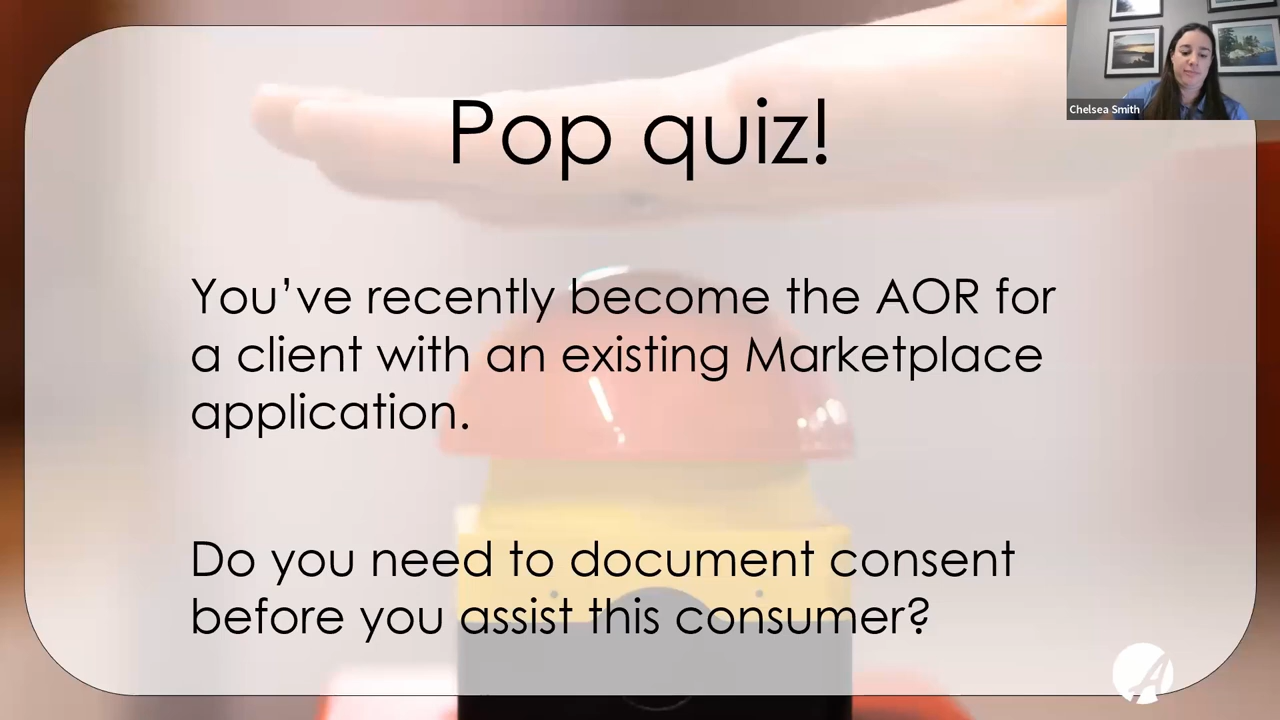 Pop quiz!
Chelsea Smith
You’ve recently become the AOR for
a client with an existing Marketplace
application.
Do you need to document consent
before you assist this consumer?